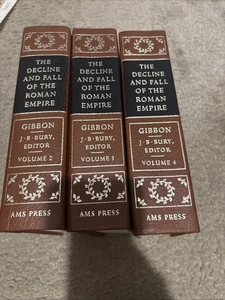 THE
DECLINE
AND FALL
OF THE
ROMAN
EMPIRE
GIBBON
J·B·BURY,
EDITOR
VOLUME 2
AMS PRESS
THE
DECLINE
AND FALL
OF THE
ROMAN
EMPIRE
GIBBON
J·B·BURY,
EDITOR
VOLUME 3
AMS PRESS
THE
DECLINE
AND FALL
OF THE
ROMAN
EMPIRE
GIBBON
J·B·BURY,
EDITOR
VOLUME 4
AMS PRESS